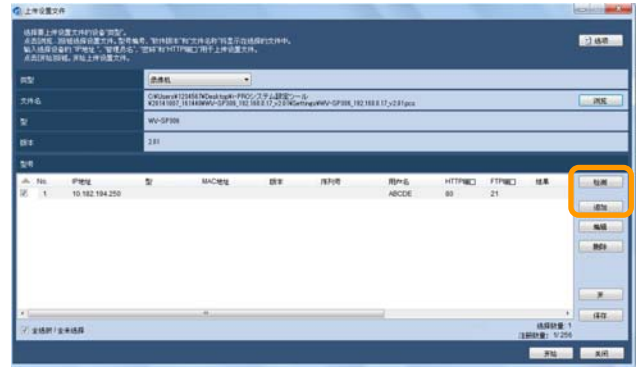 上传设置文件
选择要上传设置文件的设备"类型"。
点击[浏览...]按钮选择设置文件。型号编号、"软件版本"和"文件名称"将显示在选择的文件中。
输入选择设备的"IP地址"、"管理员名"、"密码"和"HTTP端口"用于上传设置文件。
点击[开始]按钮，开始上传设置文件。
选项
类型
摄像机
文件名
浏览
型
WV-SP306
版本
2.01
型号
No.
IP地址
型
MAC地址
版本
序列号
用户名
HTTP端口
FTP端口
结果
1
10.182.194.250
ABCDE
80
21
检测
追加
编辑
删除
开
保存
全选择 / 全未选择
选择数量: 1
注册数量: 1/256
开始
关闭